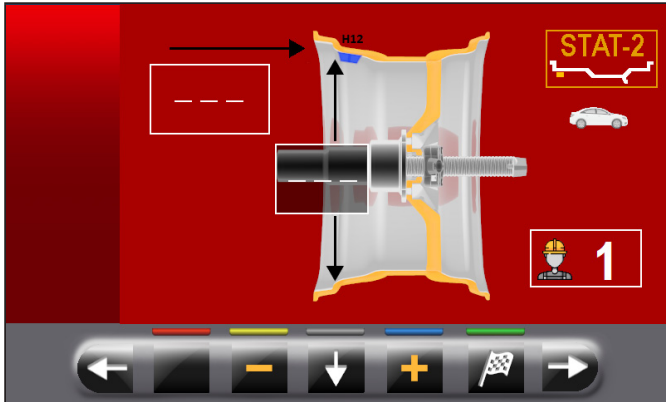 H12
STAT-2
_ _ _
_ _ _
1